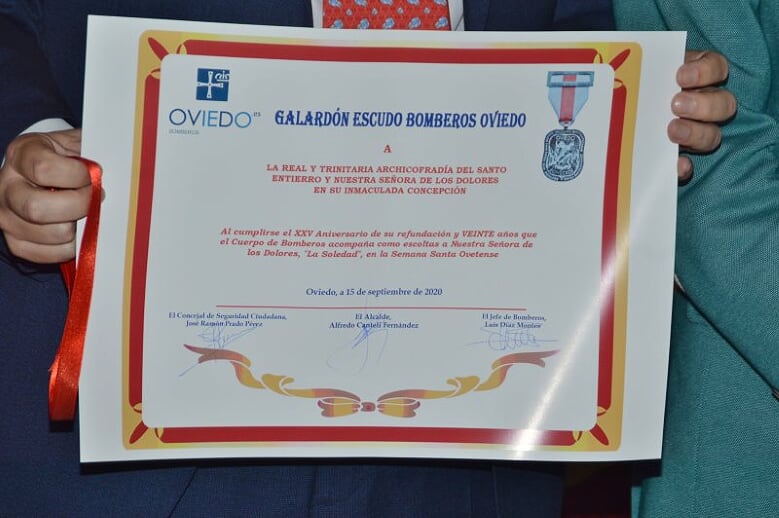 cis
OVIEDO es
BOMBEROS
GALARDÓN ESCUDO BOMBEROS OVIEDO
A
LA REAL Y TRINITARIA ARCHICOFRADÍA DEL SANTO
ENTIERRO Y NUESTRA SEÑORA DE LOS DOLORES
EN SU INMACULADA CONCEPCIÓN
Al cumplirse el XXV Aniversario de su refundación y VEINTE años que
el Cuerpo de Bomberos acompaña como escoltas a Nuestra Señora de
los Dolores, "La Soledad", en la Semana Santa Ovetense
Oviedo, a 15 de septiembre de 2020
El Concejal de Seguridad Ciudadana,
José Ramón Prado Pérez
El Alcalde,
Alfredo Canteli Fernández
El Jefe de Bomberos,
Luis Díaz Montes